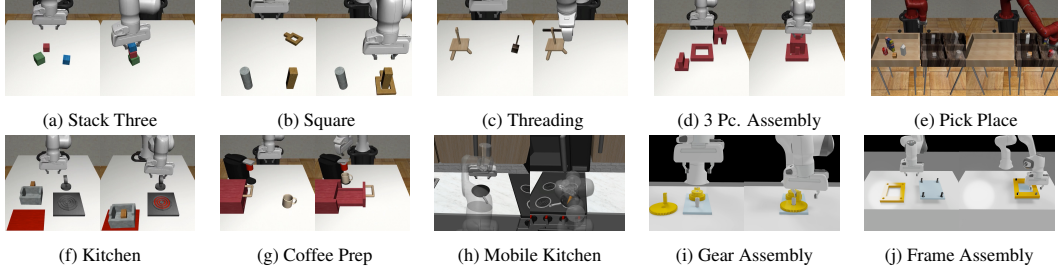 (a) Stack Three
(b) Square
(c) Threading
(d) 3 Pc. Assembly
(e) Pick Place
(f) Kitchen
(g) Coffee Prep
(h) Mobile Kitchen
(i) Gear Assembly
(j) Frame Assembly